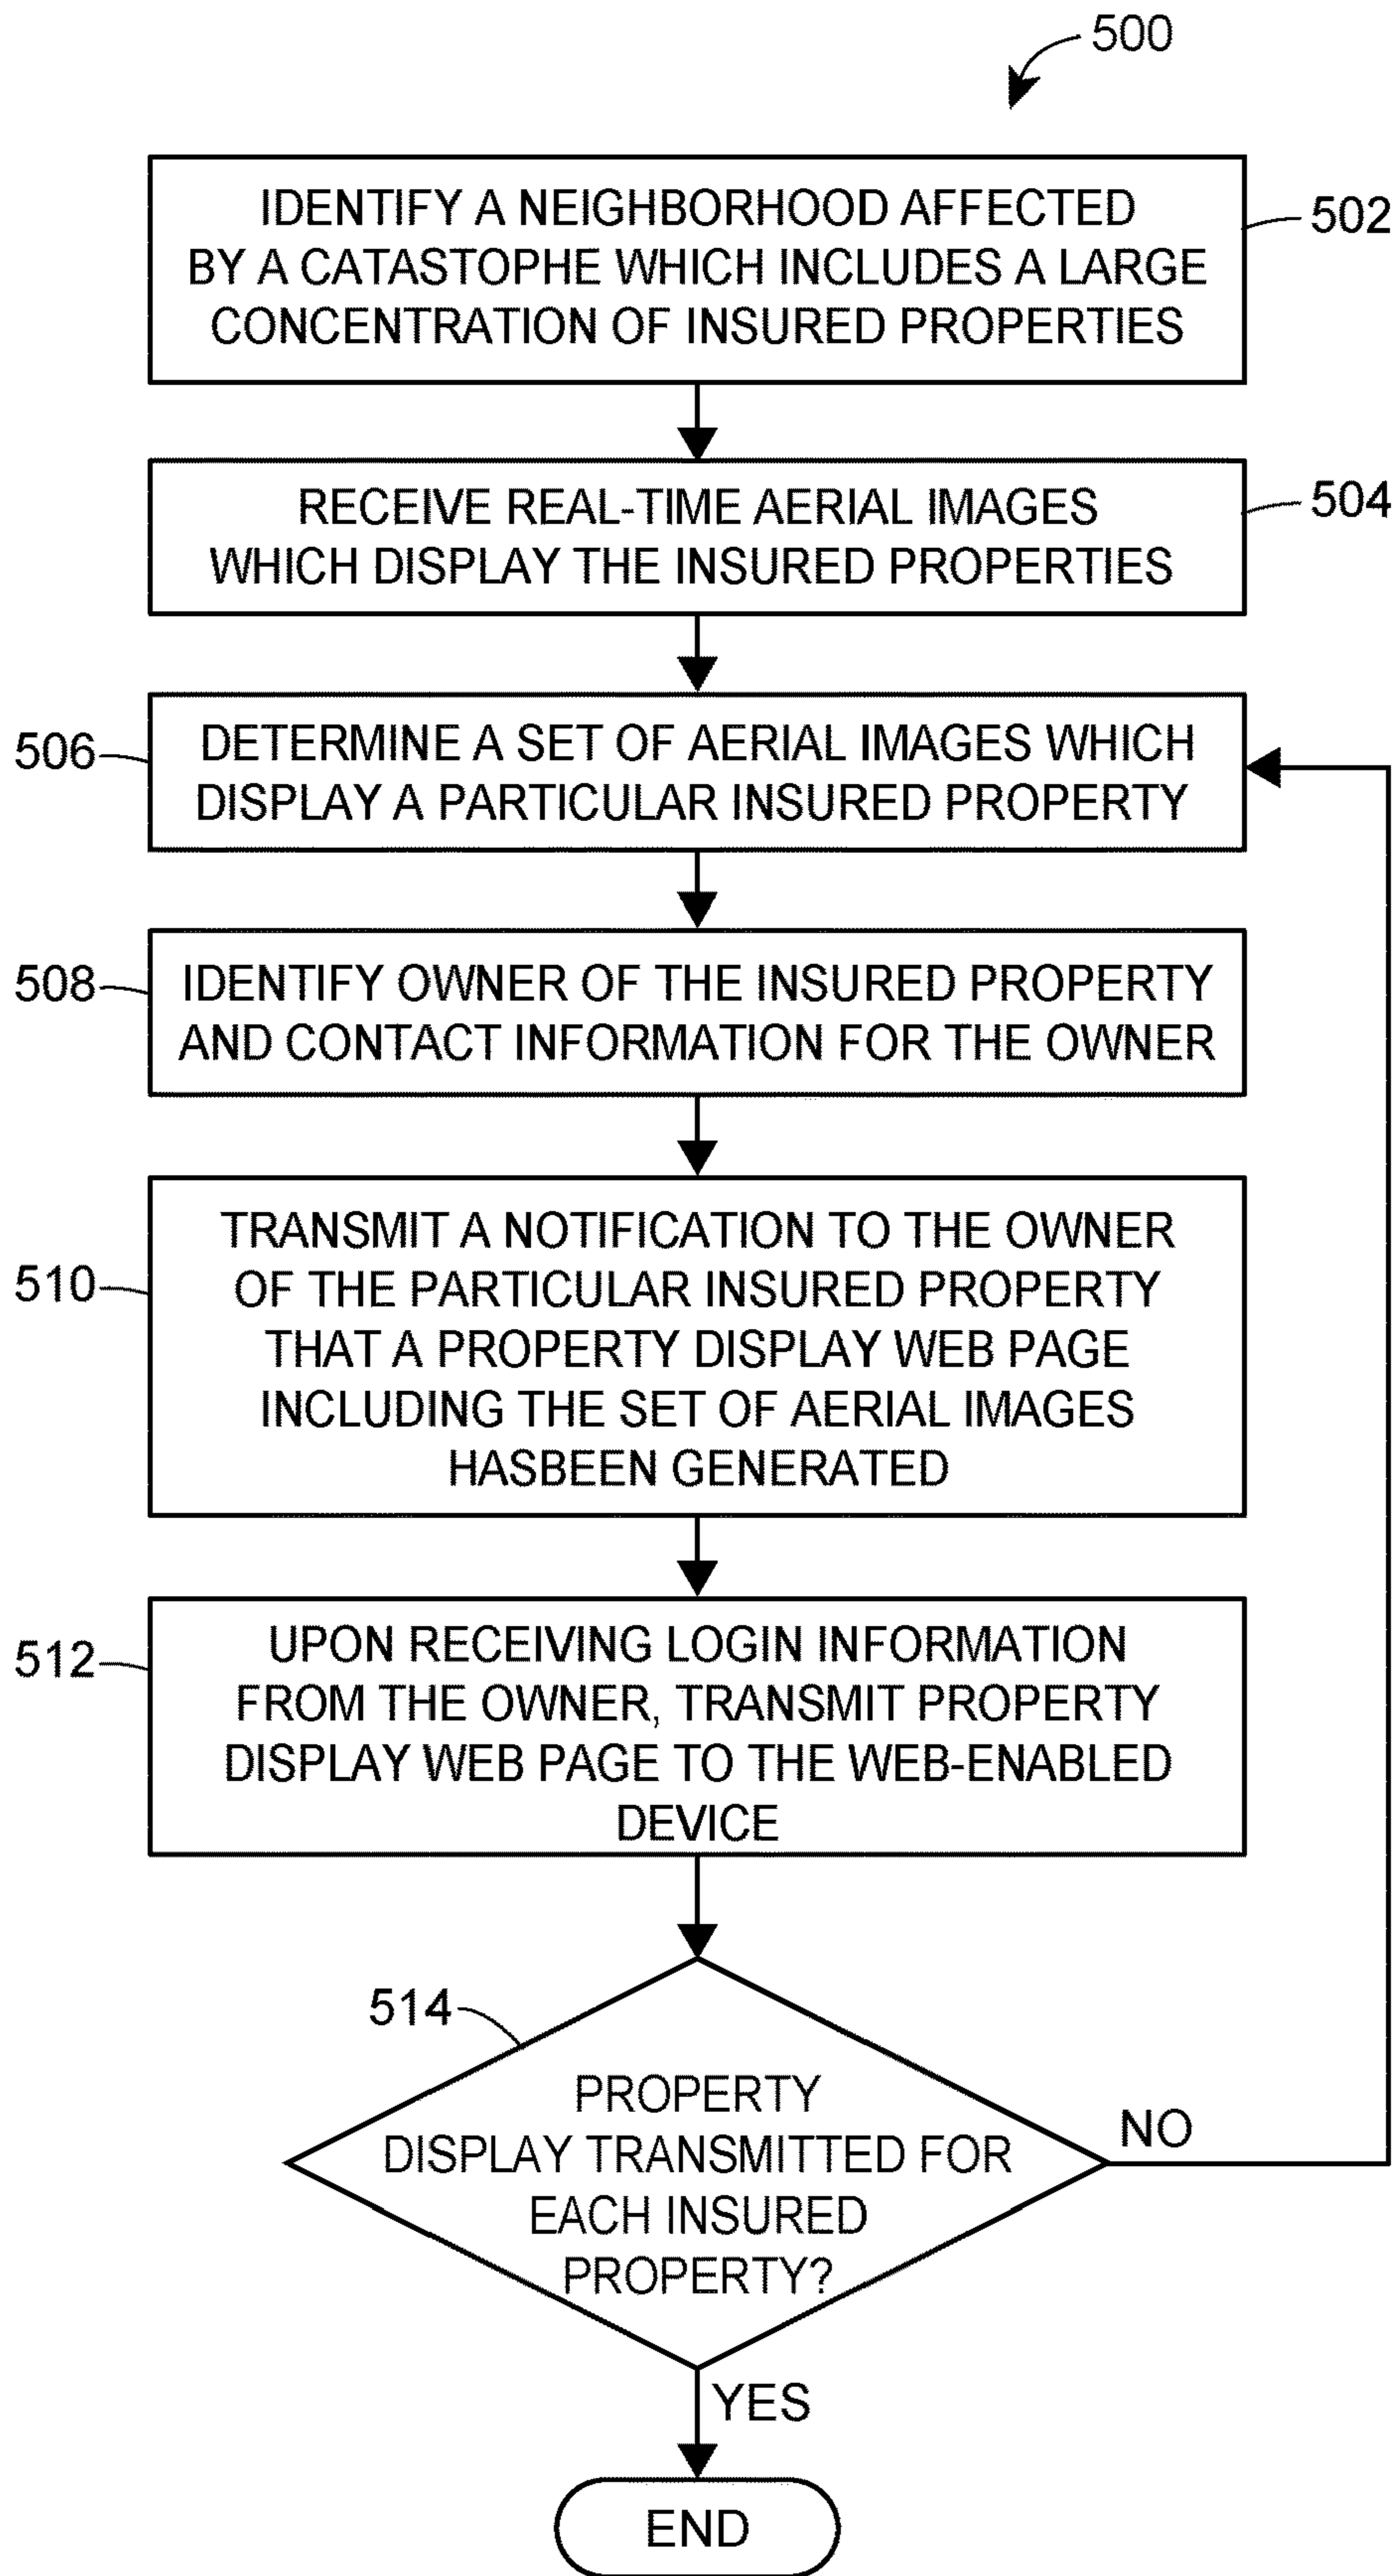 500
IDENTIFY A NEIGHBORHOOD AFFECTED
BY A CATASTOPHE WHICH INCLUDES A LARGE
CONCENTRATION OF INSURED PROPERTIES
502
RECEIVE REAL-TIME AERIAL IMAGES
WHICH DISPLAY THE INSURED PROPERTIES
504
506
DETERMINE A SET OF AERIAL IMAGES WHICH
DISPLAY A PARTICULAR INSURED PROPERTY
508
IDENTIFY OWNER OF THE INSURED PROPERTY
AND CONTACT INFORMATION FOR THE OWNER
510
TRANSMIT A NOTIFICATION TO THE OWNER
OF THE PARTICULAR INSURED PROPERTY
THAT A PROPERTY DISPLAY WEB PAGE
INCLUDING THE SET OF AERIAL IMAGES
HASBEEN GENERATED
512
UPON RECEIVING LOGIN INFORMATION
FROM THE OWNER, TRANSMIT PROPERTY
DISPLAY WEB PAGE TO THE WEB-ENABLED
DEVICE
514
PROPERTY
DISPLAY TRANSMITTED FOR
EACH INSURED
PROPERTY?
NO
YES
END